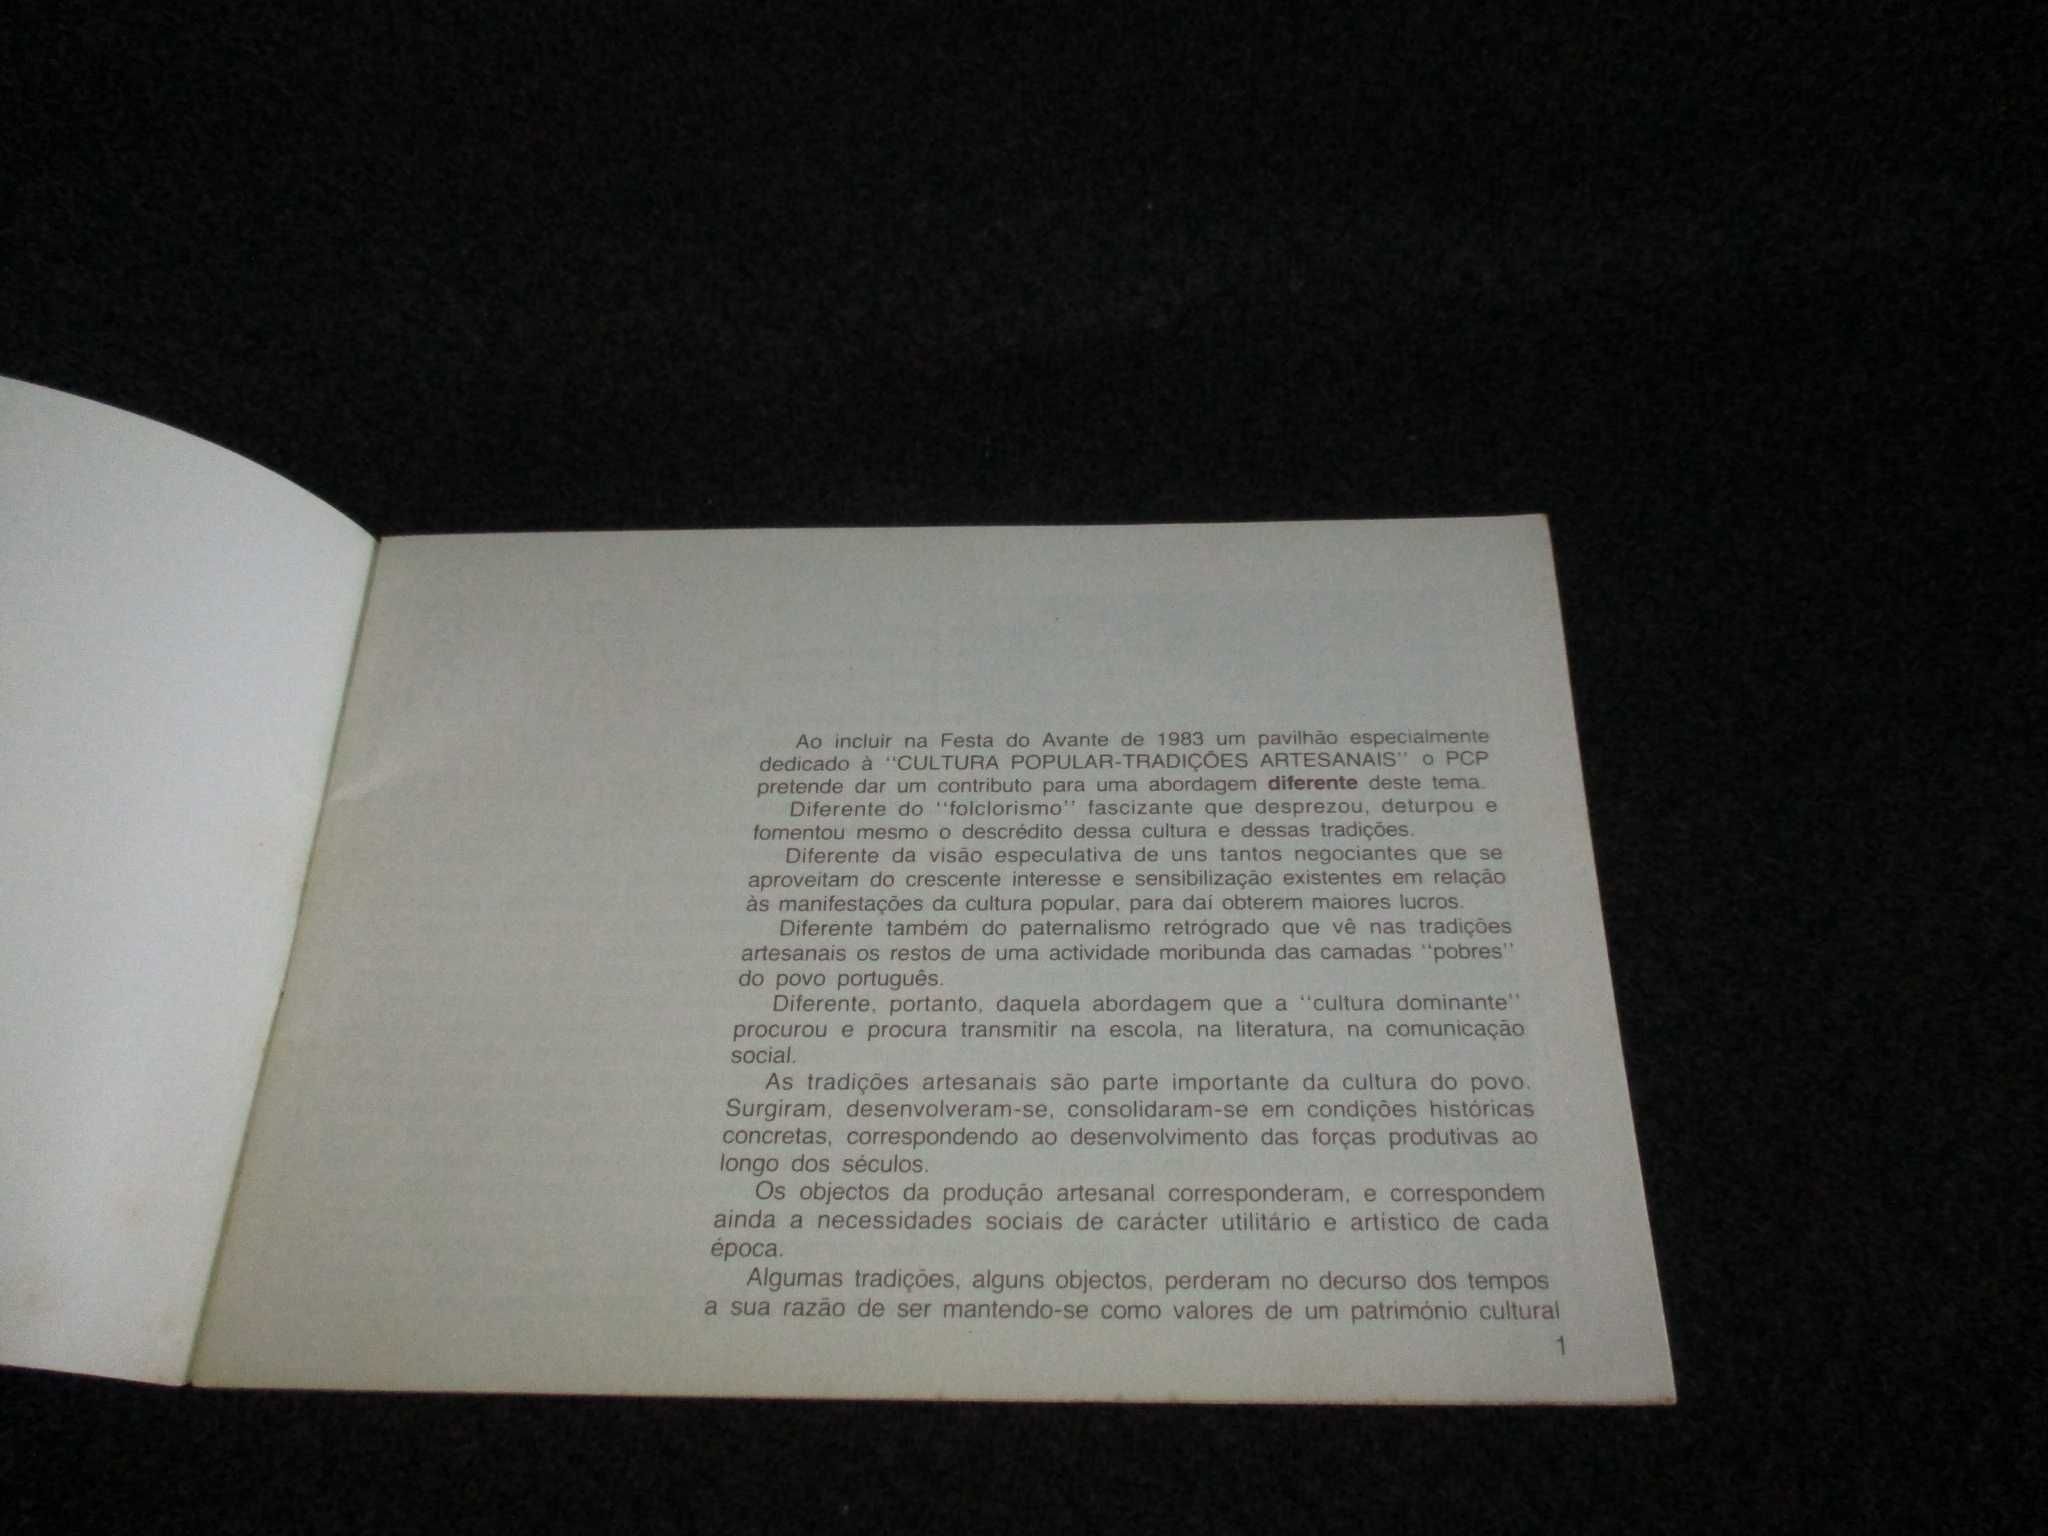 Ao incluir na Festa do Avante de 1983 um pavilhão especialmente
dedicado à "CULTURA POPULAR-TRADIÇÕES ARTESANAIS" o PCP
pretende dar um contributo para uma abordagem diferente deste tema.
Diferente do "folclorismo" fascizante que desprezou, deturpou e
fomentou mesmo o descrédito dessa cultura e dessas tradições.
Diferente da visão especulativa de uns tantos negociantes que se
aproveitam do crescente interesse e sensibilização existentes em relação
às manifestações da cultura popular, para daí obterem maiores lucros.
Diferente também do paternalismo retrógrado que vê nas tradições
artesanais os restos de uma actividade moribunda das camadas "pobres"
do povo português.
Diferente, portanto, daquela abordagem que a "cultura dominante"
procurou e procura transmitir na escola, na literatura, na comunicação
social.
As tradições artesanais são parte importante da cultura do povo.
Surgiram, desenvolveram-se, consolidaram-se em condições históricas
concretas, correspondendo ao desenvolvimento das forças produtivas ao
longo dos séculos.
Os objectos da produção artesanal corresponderam, e correspondem
ainda a necessidades sociais de carácter utilitário e artístico de cada
época.
Algumas tradições, alguns objectos, perderam no decurso dos tempos
a sua razão de ser mantendo-se como valores de um património cultural
1